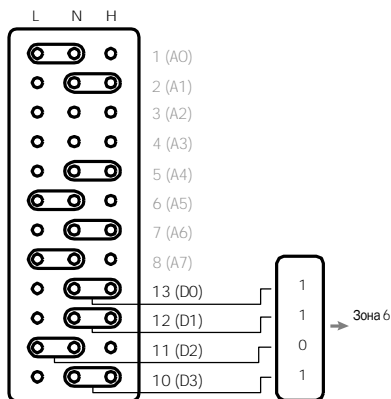 L N H
1 (A0)
2 (A1)
3 (A2)
4 (A3)
5 (A4)
6 (A5)
7 (A6)
8 (A7)
13 (D0) 1
12 (D1) 1 Зона 6
11 (D2) 0
10 (D3) 1